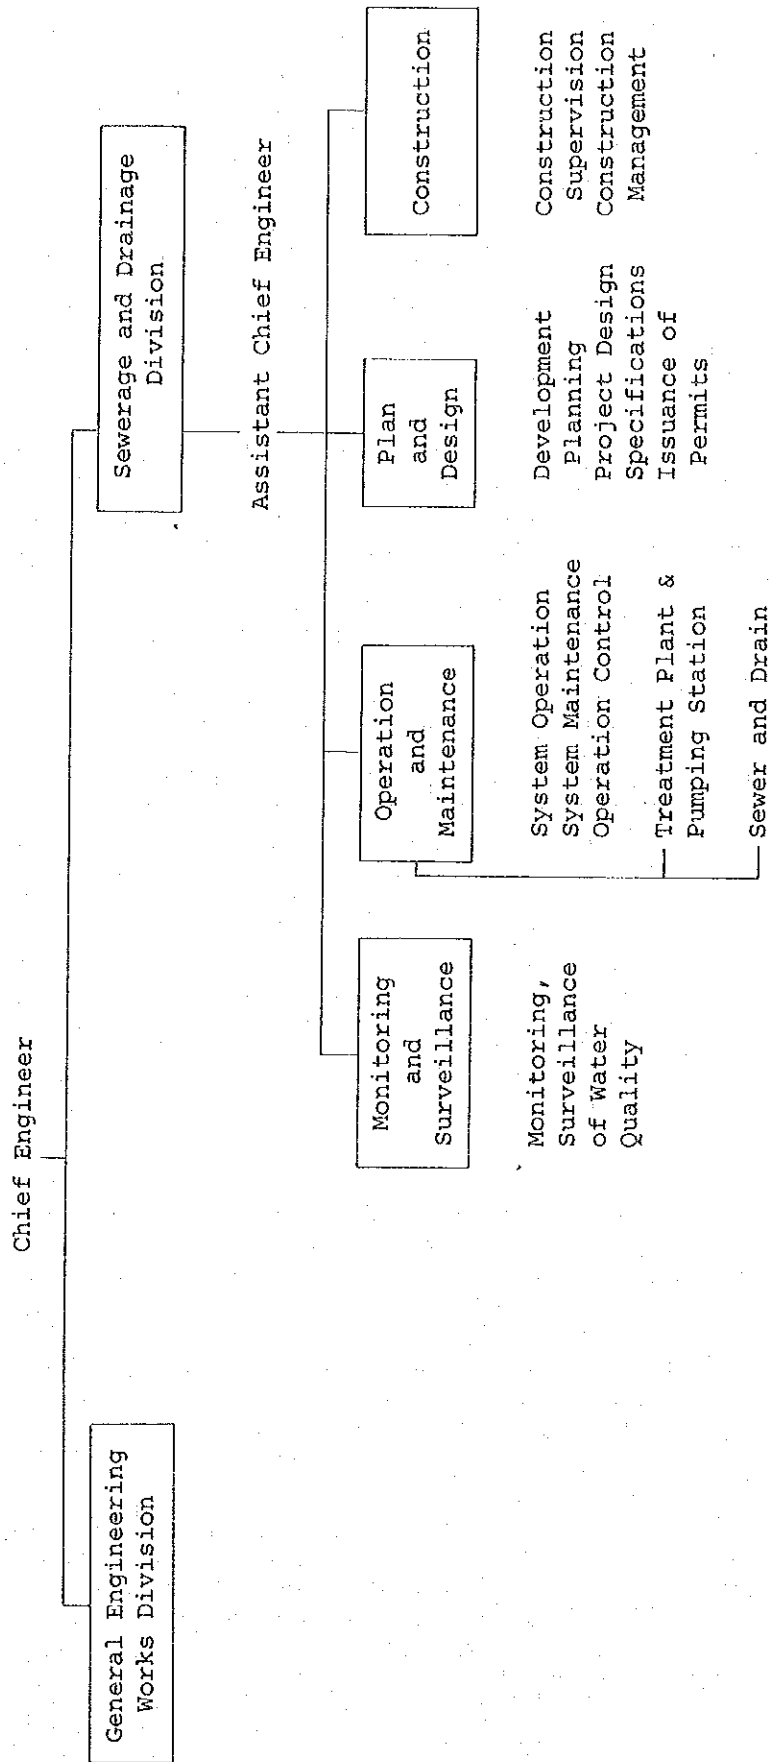 Chief Engineer
General Engineering
Works Division
Sewerage and Drainage
Division
Assistant Chief Engineer
Monitoring
and
Surveillance
Operation
and
Maintenance
Plan
and
Design
Construction
Monitoring,
Surveillance
of Water
Quality
System Operation
System Maintenance
Operation Control
Treatment Plant &
Pumping Station
Sewer and Drain
Development
Planning
Project Design
Specifications
Issuance of
Permits
Construction
Supervision
Construction
Management